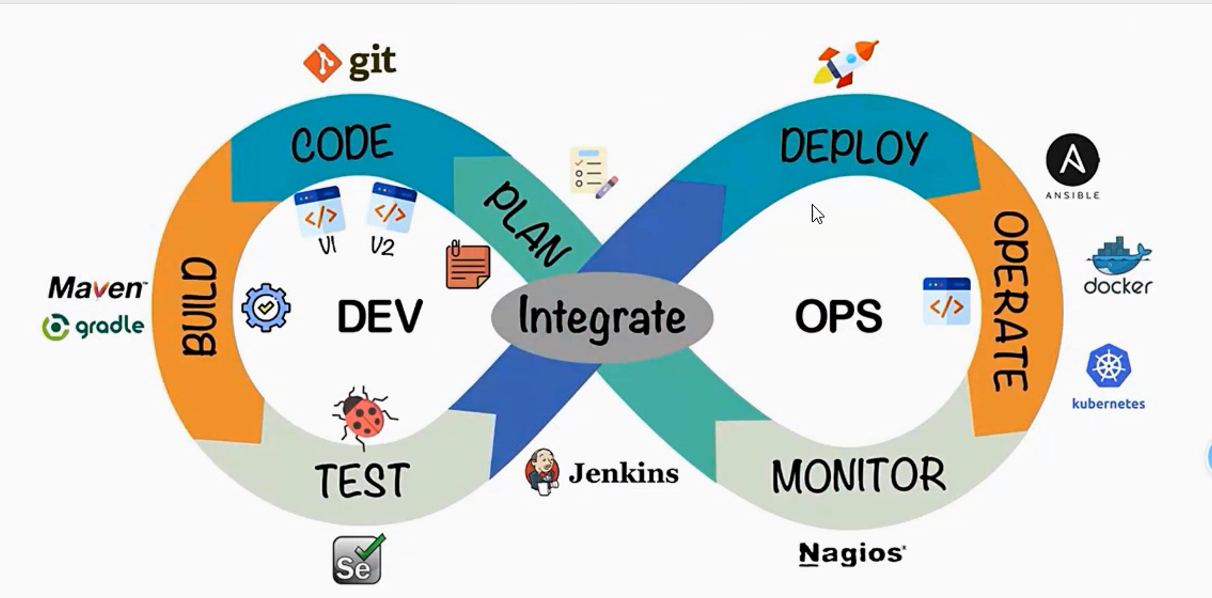 git
CODE
DEPLOY
PLAN
ANSIBLE
</>
</>
V1
V2
BUILD
OPERATE
Maven™
gradle
DEV
Integrate
OPS
</>
docker
kubernetes
TEST
Jenkins
MONITOR
Se
Nagios®